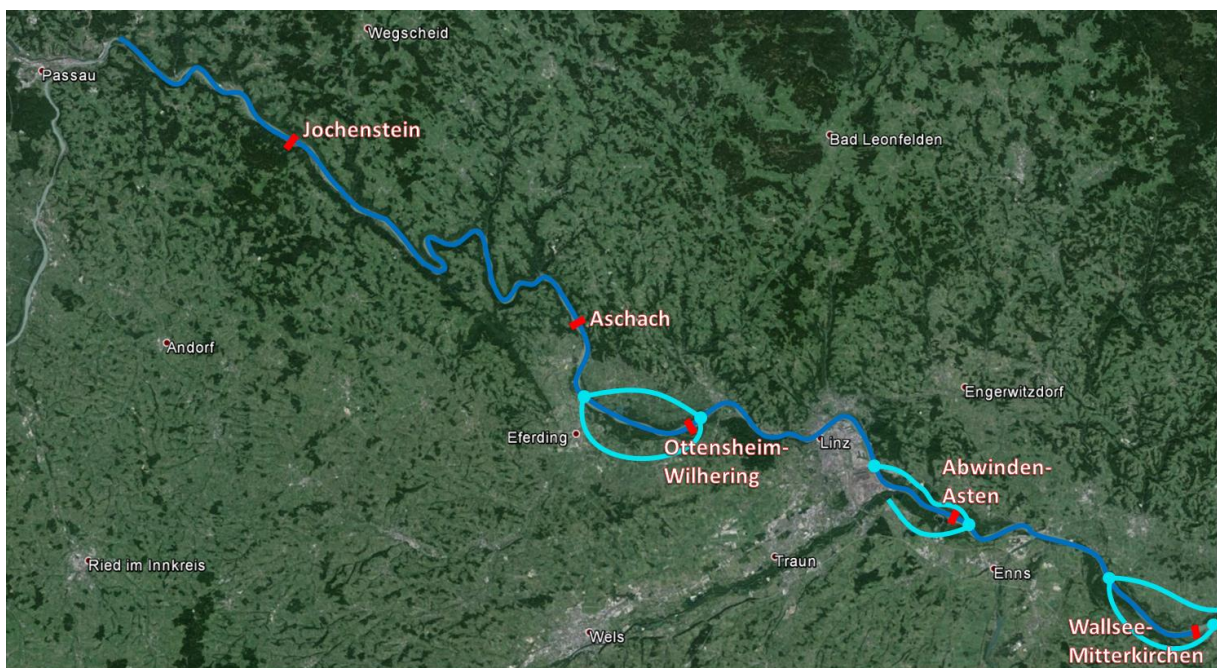 Wegscheid
Passau
Jochenstein
Bad Leonfelden
Aschach
Andorf
Engerwitzdorf
Eferding
Ottensheim-
Wilhering
Linz
Abwinden-
Asten
Ried im Innkreis
Traun
Enns
Wels
Wallsee-
Mitterkirchen